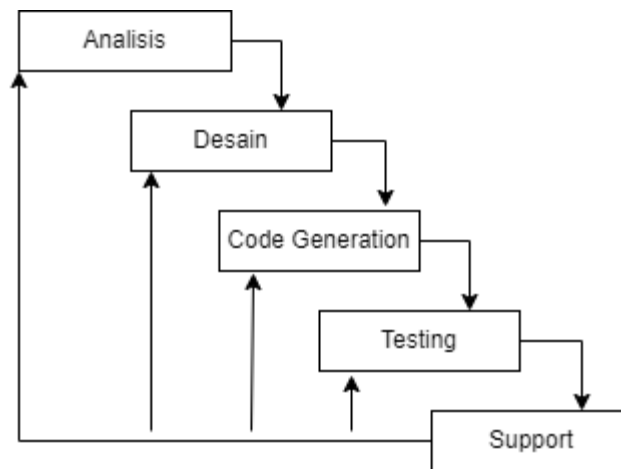 Analisis
Desain
Code Generation
Testing
Support